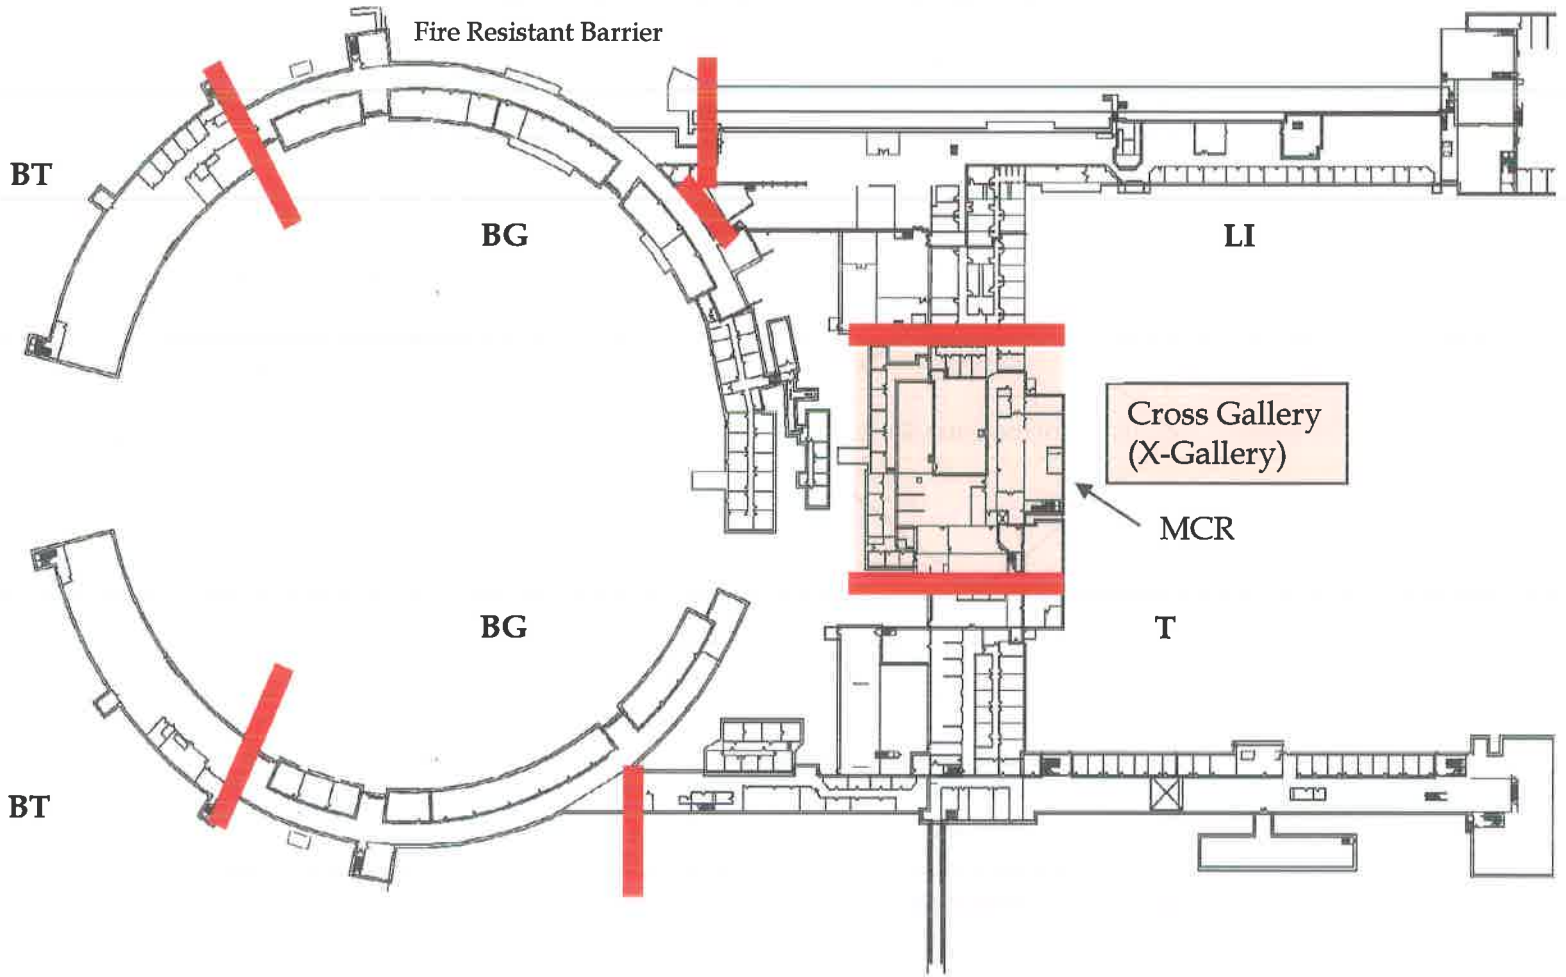 Fire Resistant Barrier
BT
BG
LI
Cross Gallery
(X-Gallery)
MCR
BG
T
BT